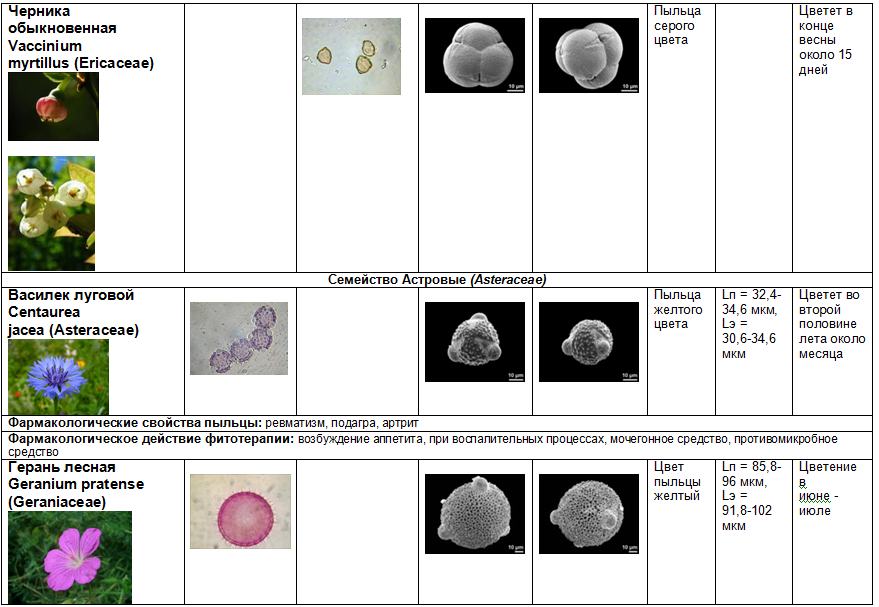 Черника
обыкновенная
Vaccinium
myrtillus (Ericaceae)
10 µm
10 µm
Пыльца
серого
цвета
Цветет в
конце
весны
около 15
дней
Семейство Астровые (Asteraceae)
Василек луговой
Centaurea
jacea (Asteraceae)
10 µm
10 µm
Пыльца
желтого
цвета
Lп = 32,4-
34,6 мкм,
Lэ =
30,6-34,6
мкм
Цветет во
второй
половине
лета около
месяца
Фармакологические свойства пыльцы: ревматизм, подагра, артрит
Фармакологическое действие фитотерапии: возбуждение аппетита, при воспалительных процессах, мочегонное средство, противомикробное
средство
Герань лесная
Geranium pratense
(Geraniaceae)
10 µm
10 µm
Цвет
пыльцы
желтый
Lп = 85,8-
96 мкм,
Lэ =
91,8-102
мкм
Цветение
в
июне -
июле